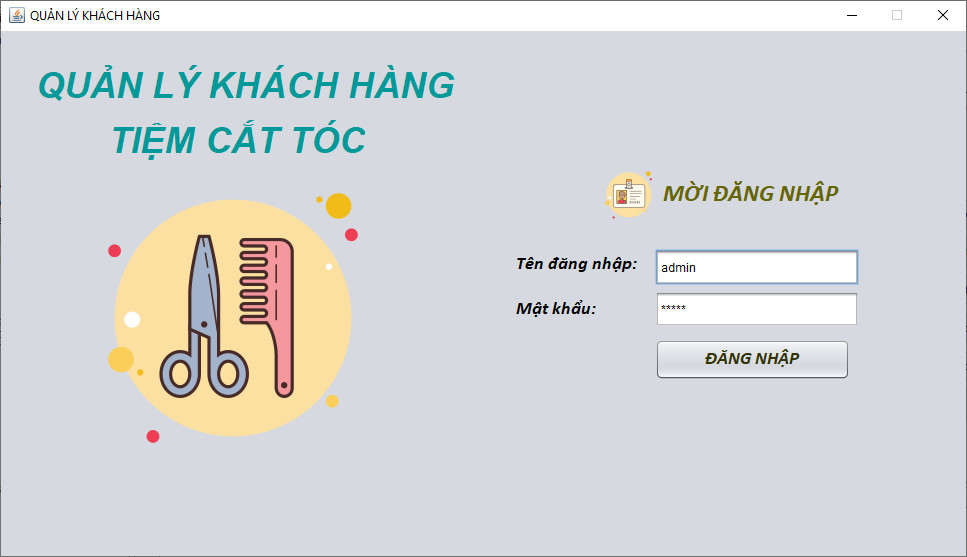 QUẢN LÝ KHÁCH HÀNG
QUẢN LÝ KHÁCH HÀNG
TIỆM CẮT TÓC
MỜI ĐĂNG NHẬP
Tên đăng nhập:
admin
Mật khẩu:
*****
ĐĂNG NHẬP